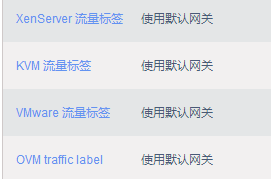 XenServer 流量标签 使用默认网关
KVM 流量标签 使用默认网关
VMware 流量标签 使用默认网关
OVM traffic label 使用默认网关